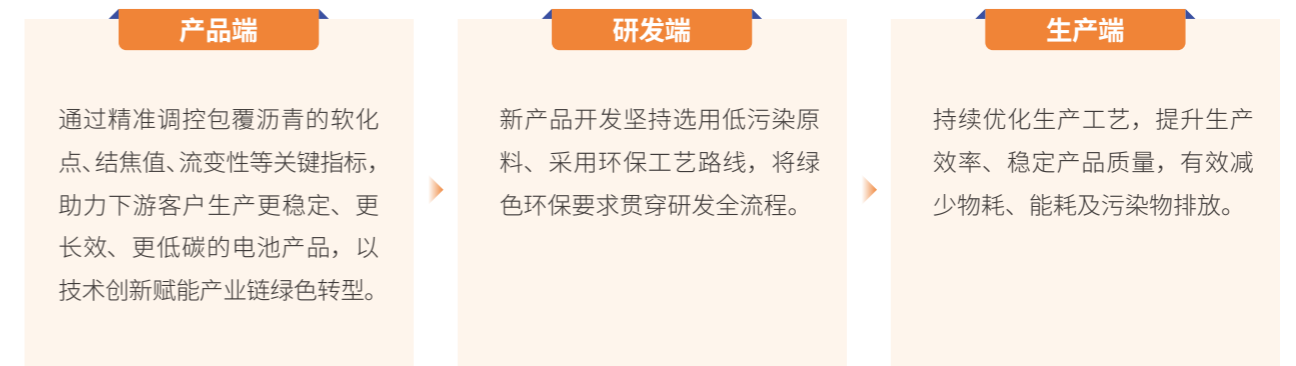 产品端
通过精准调控包覆沥青的软化
点、结焦值、流变性等关键指标，
助力下游客户生产更稳定、更
长效、更低碳的电池产品，以
技术创新赋能产业链绿色转型。
研发端
新产品开发坚持选用低污染原
料、采用环保工艺路线，将绿
色环保要求贯穿研发全流程。
生产端
持续优化生产工艺，提升生产
效率、稳定产品质量，有效减
少物耗、能耗及污染物排放。